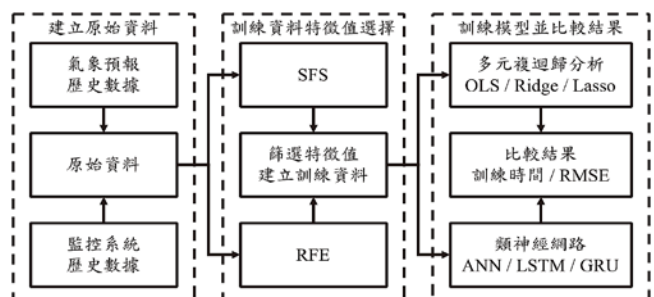 建立原始資料
氣象預報
歷史數據
原始資料
監控系統
歷史數據
訓練資料特徵值選擇
SFS
篩選特徵值
建立訓練資料
RFE
訓練模型並比較結果
多元複迴歸分析
OLS / Ridge / Lasso
比較結果
訓練時間 / RMSE
類神經網路
ANN / LSTM / GRU